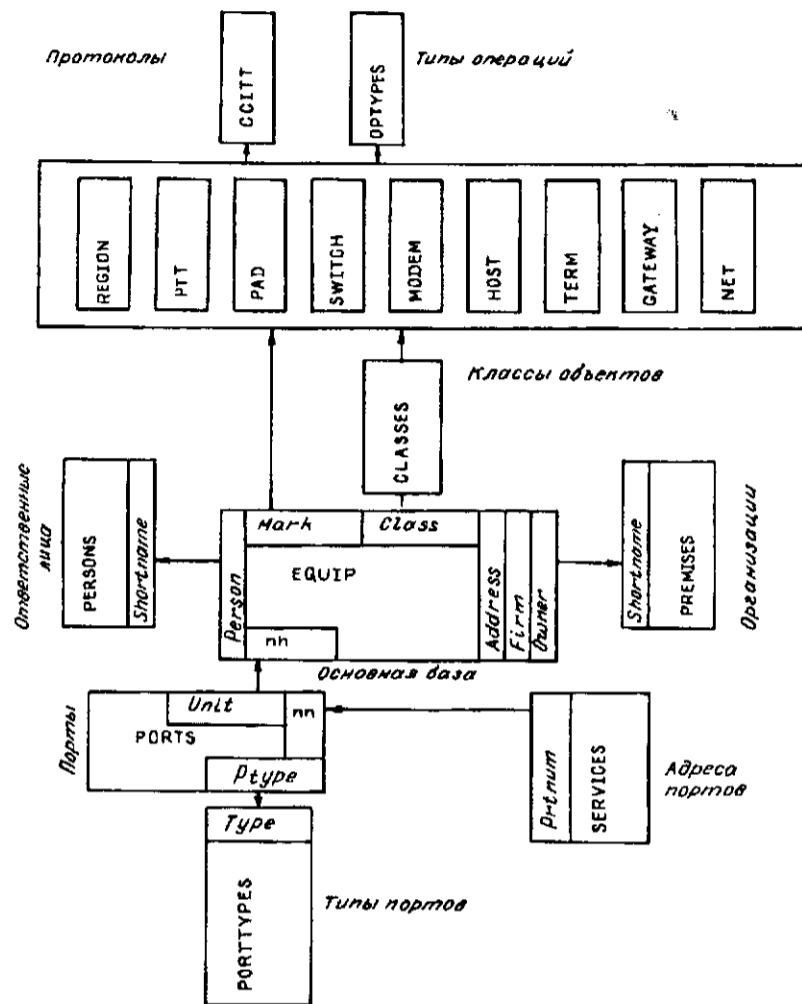 Протоколы
CCITT
Типы операций
OPTYPES
REGION
PTT
PAD
SWITCH
MODEM
HOST
TERM
GATEWAY
NET
Классы объектов
CLASSES
Ответственные
лица
PERSONS
Shortname
Person
Mark
Class
EQUIP
nn
Address
Firm
Owner
Основная база
Shortname
PREMISES
Организации
Порты
Unit
PORTS
nn
Ptype
Type
PORTTYPES
Типы портов
Prtnum
SERVICES
Адреса
портов